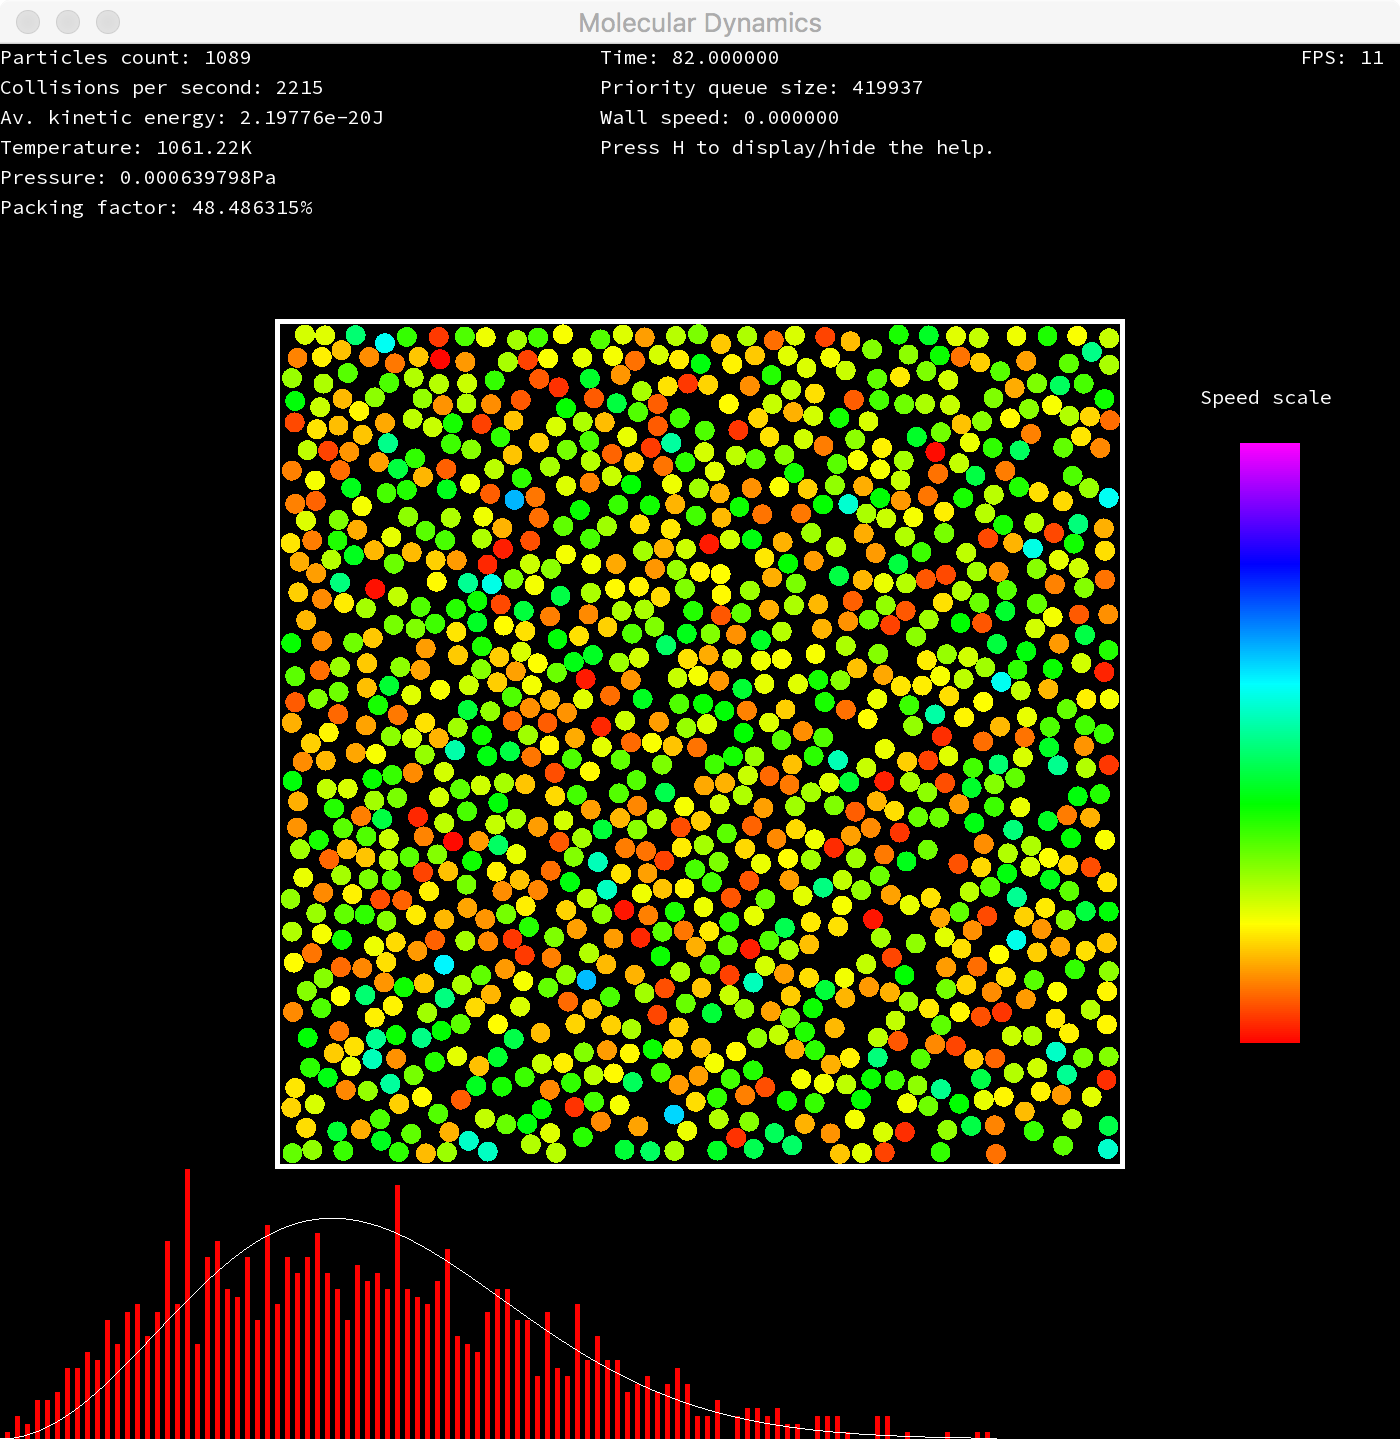 Molecular Dynamics
Particles count: 1089
Collisions per second: 2215
Av. kinetic energy: 2.19776e-20J
Temperature: 1061.22K
Pressure: 0.000639798Pa
Packing factor: 48.486315%
Time: 82.000000
Priority queue size: 419937
Wall speed: 0.000000
Press H to display/hide the help.
FPS: 11
Speed scale